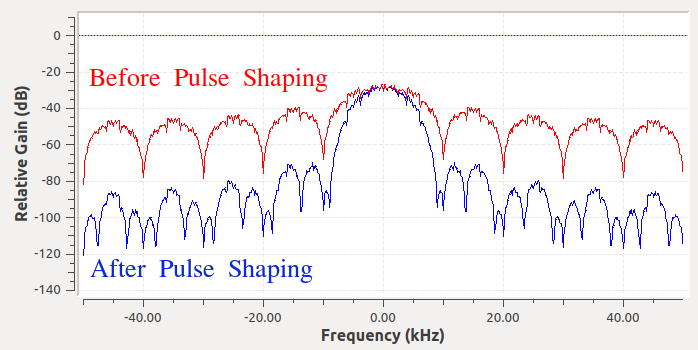 0
-20
Before Pulse Shaping
-40
-60
-80
-100
-120
After Pulse Shaping
-140
Relative Gain (dB)
-40.00 -20.00 0.00 20.00 40.00
Frequency (kHz)